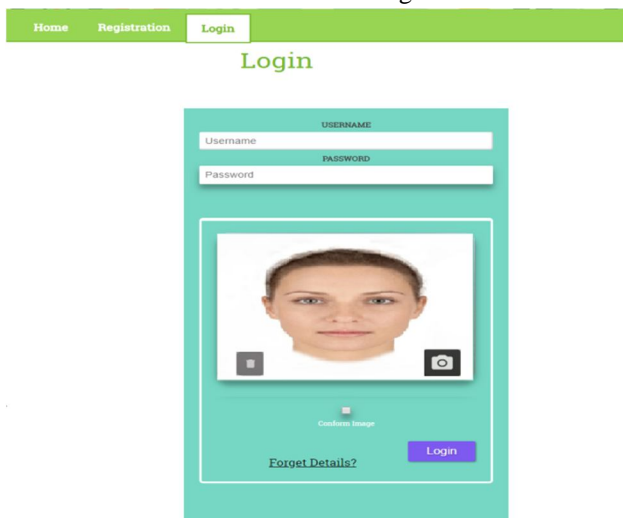 Home Registration Login
Login
USERNAME
Username
PASSWORD
Password
Conform Image
Login
Forget Details?